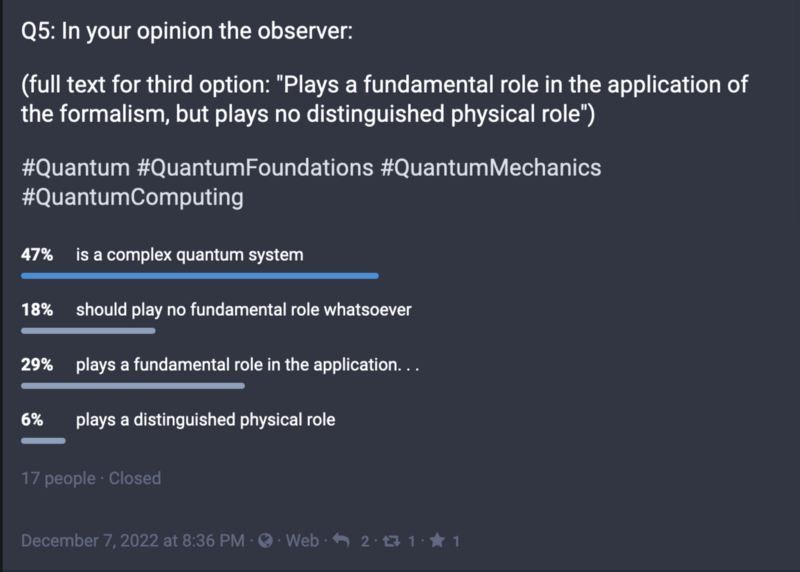 Q5: In your opinion the observer:
(full text for third option: "Plays a fundamental role in the application of
the formalism, but plays no distinguished physical role")
#Quantum #QuantumFoundations #QuantumMechanics
#QuantumComputing
47% is a complex quantum system
18% should play no fundamental role whatsoever
29% plays a fundamental role in the application. . .
6% plays a distinguished physical role
17 people · Closed
December 7, 2022 at 8:36 PM · · Web · 2 · 1 · 1